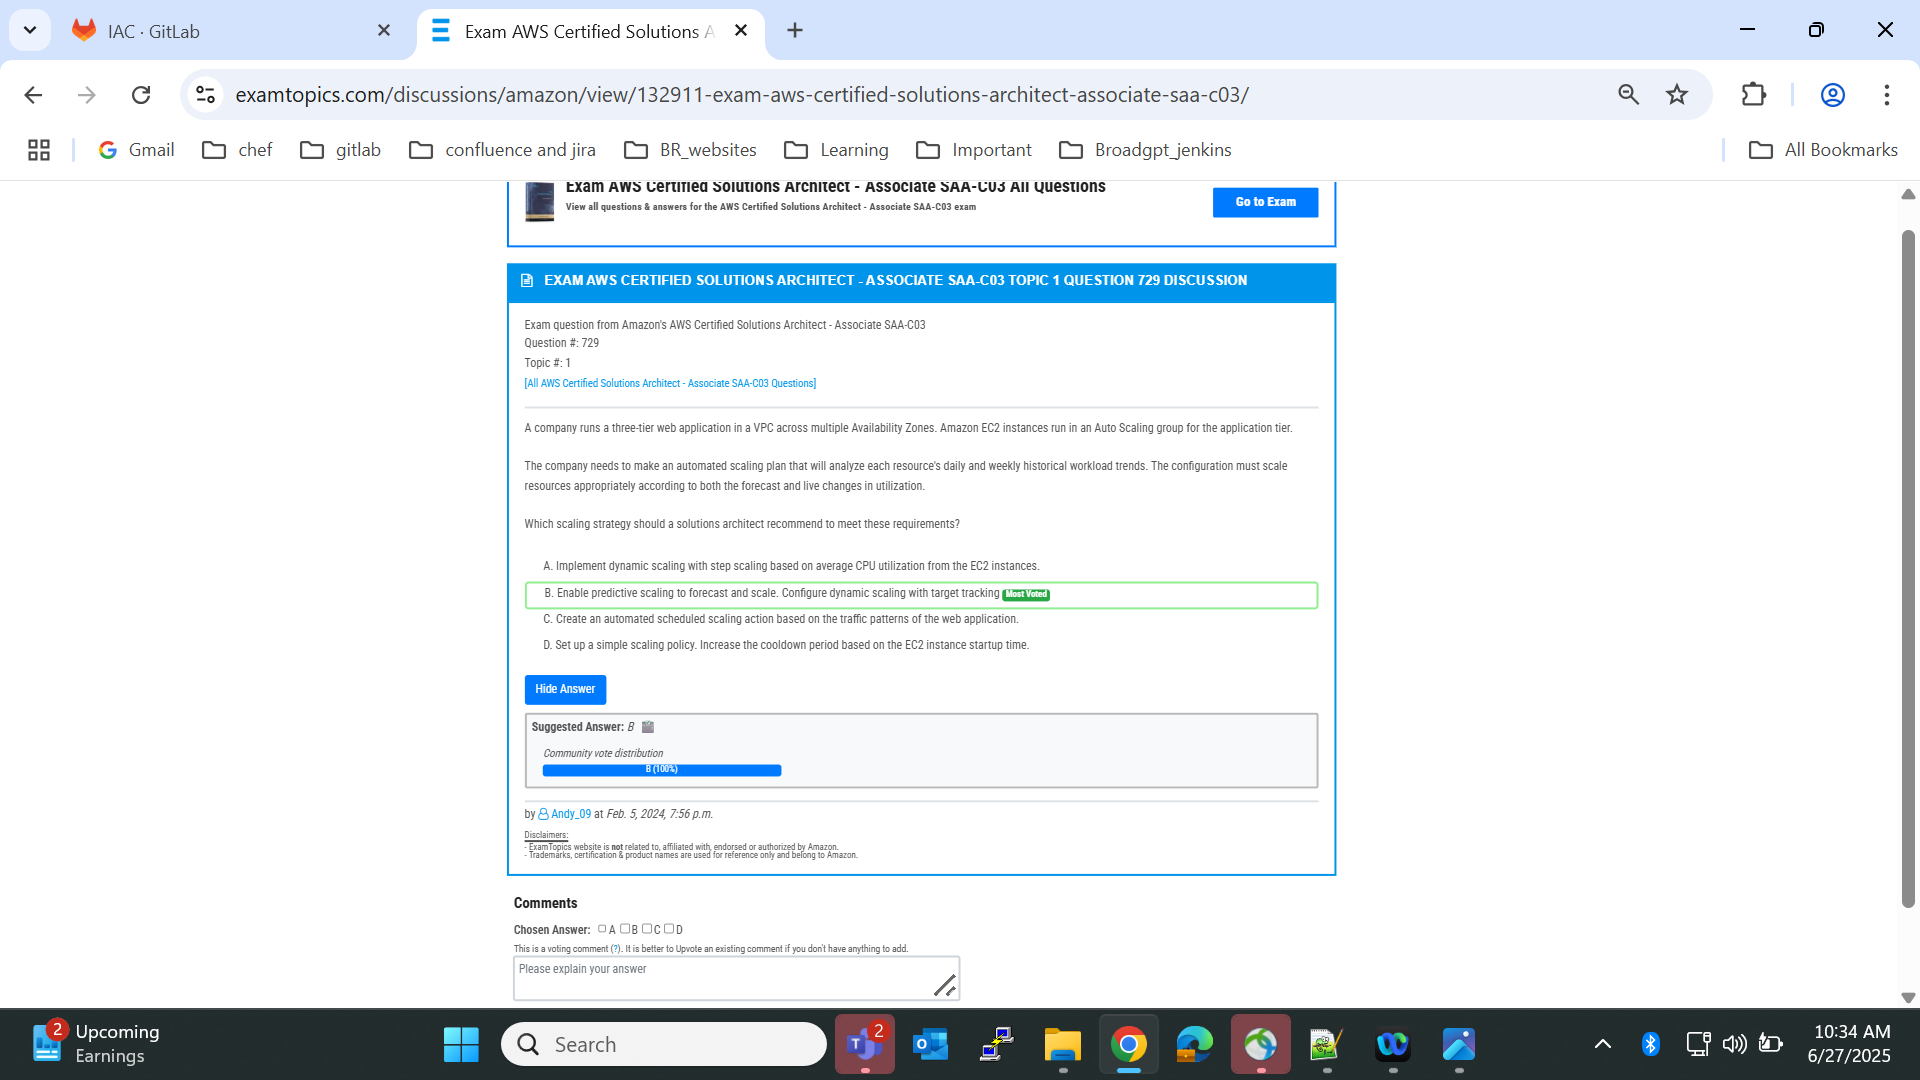 IAC · GitLab
Exam AWS Certified Solutions A
examtopics.com/discussions/amazon/view/132911-exam-aws-certified-solutions-architect-associate-saa-c03/
Gmail
chef
gitlab
confluence and jira
BR_websites
Learning
Important
Broadgpt_jenkins
All Bookmarks
Exam AWS Certified Solutions Architect - Associate SAA-C03 All Questions
View all questions & answers for the AWS Certified Solutions Architect - Associate SAA-C03 exam
Go to Exam
EXAM AWS CERTIFIED SOLUTIONS ARCHITECT - ASSOCIATE SAA-C03 TOPIC 1 QUESTION 729 DISCUSSION
Exam question from Amazon's AWS Certified Solutions Architect - Associate SAA-C03
Question #: 729
Topic #: 1
[All AWS Certified Solutions Architect - Associate SAA-C03 Questions]
A company runs a three-tier web application in a VPC across multiple Availability Zones. Amazon EC2 instances run in an Auto Scaling group for the application tier.
The company needs to make an automated scaling plan that will analyze each resource's daily and weekly historical workload trends. The configuration must scale
resources appropriately according to both the forecast and live changes in utilization.
Which scaling strategy should a solutions architect recommend to meet these requirements?
A. Implement dynamic scaling with step scaling based on average CPU utilization from the EC2 instances.
B. Enable predictive scaling to forecast and scale. Configure dynamic scaling with target tracking Most Voted
C. Create an automated scheduled scaling action based on the traffic patterns of the web application.
D. Set up a simple scaling policy. Increase the cooldown period based on the EC2 instance startup time.
Hide Answer
Suggested Answer: B
Community vote distribution
B (100%)
by Andy_09 at Feb. 5, 2024, 7:56 p.m.
Disclaimers:
- ExamTopics website is not related to, affiliated with, endorsed or authorized by Amazon.
- Trademarks, certification & product names are used for reference only and belong to Amazon.
Comments
Chosen Answer: A B C D
This is a voting comment (?). It is better to Upvote an existing comment if you don't have anything to add.
Please explain your answer
2
Upcoming
Earnings
Search
2
10:34 AM
6/27/2025